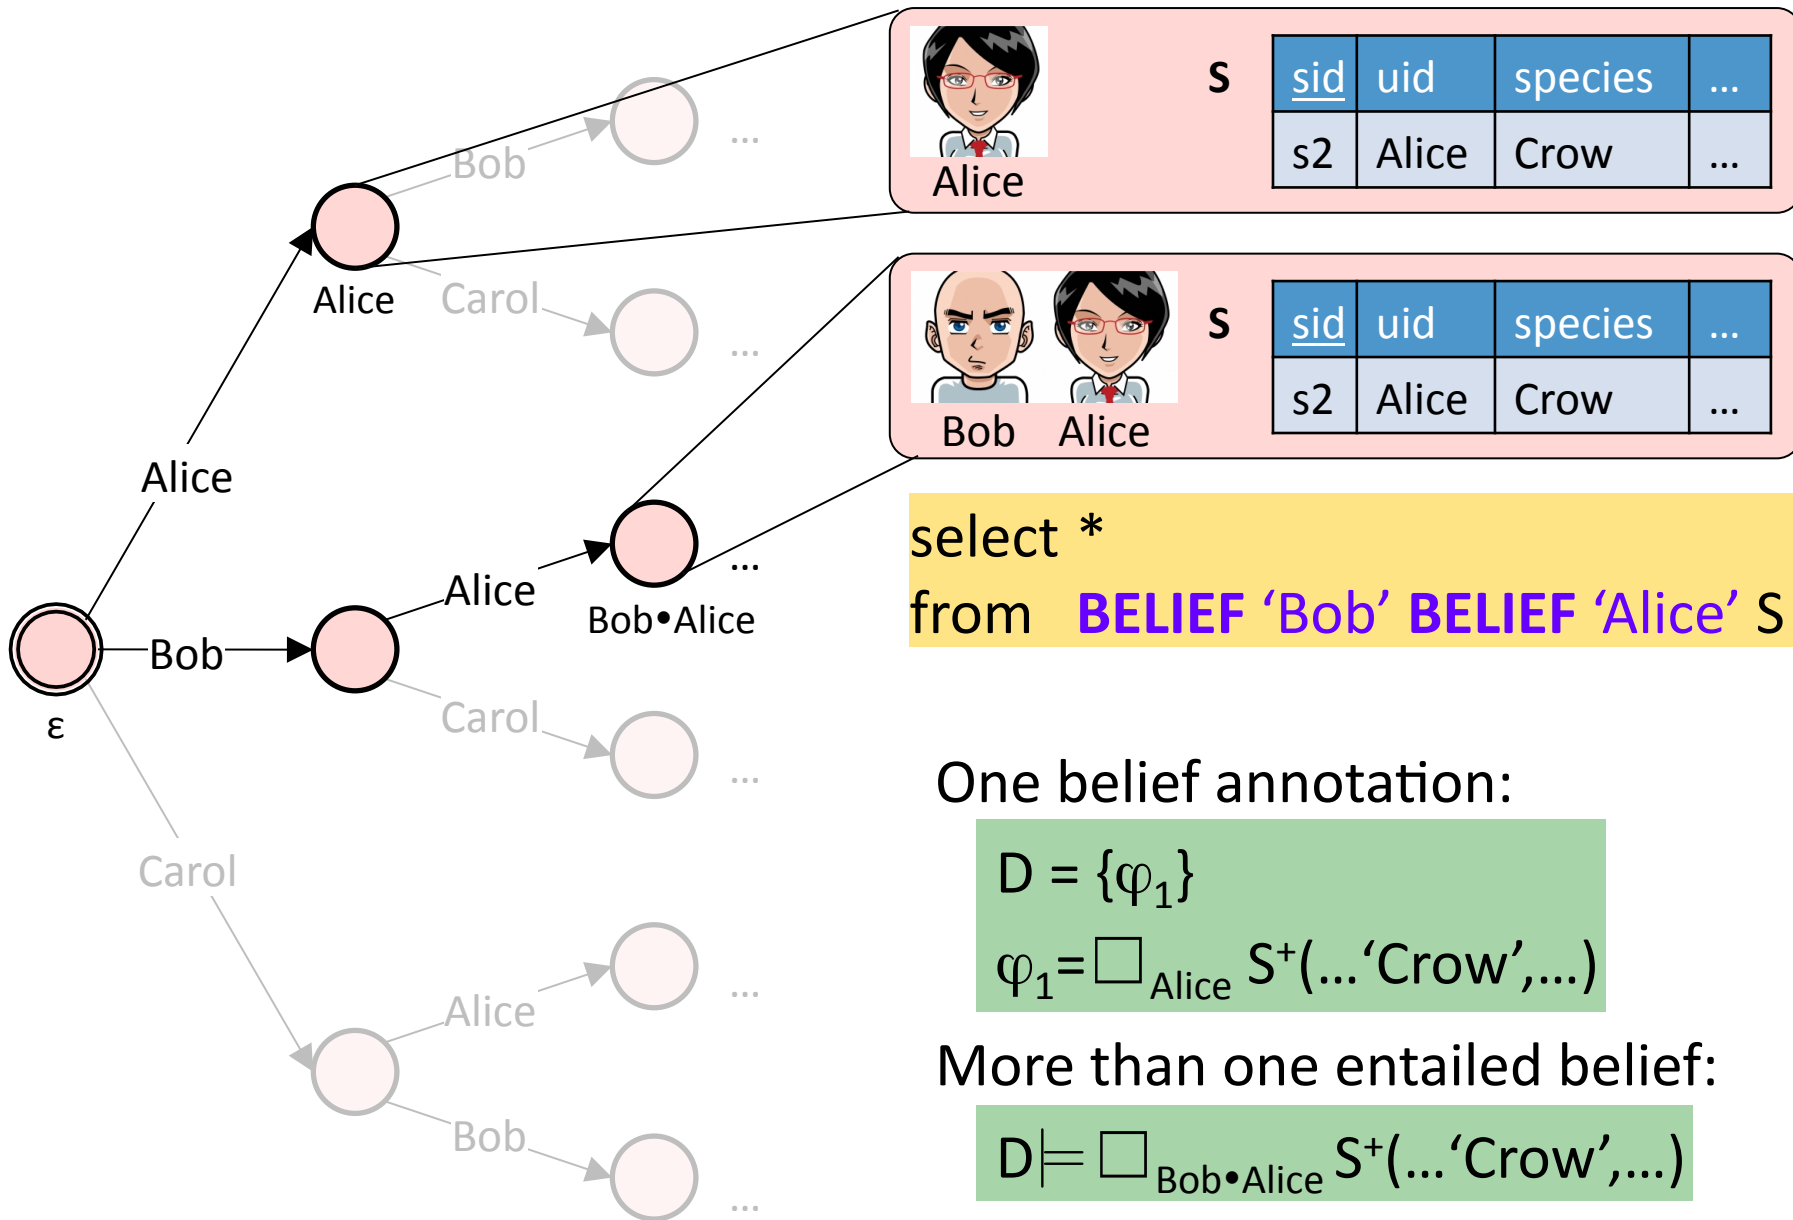 S
sid uid species ...
s2 Alice Crow ...
Alice
Bob
...
Alice
Carol
...
S
sid uid species ...
s2 Alice Crow ...
Bob Alice
Alice
select *
from BELIEF ‘Bob’ BELIEF ‘Alice’ S
Alice
...
Bob•Alice
Bob
ε
Carol
...
One belief annotation:
D = {φ₁}
φ₁=□Alice S⁺(...‘Crow’,...)
Carol
Alice
...
More than one entailed belief:
D⊨□Bob•Alice S⁺(...‘Crow’,...)
Bob
...